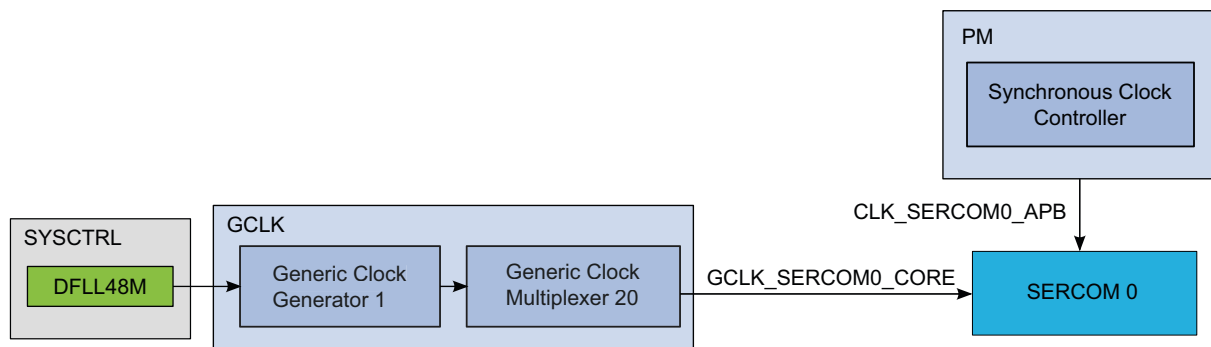 PM
Synchronous Clock
Controller
CLK_SERCOM0_APB
SYSCTRL
DFLL48M
GCLK
Generic Clock
Generator 1
Generic Clock
Multiplexer 20
GCLK_SERCOM0_CORE
SERCOM 0